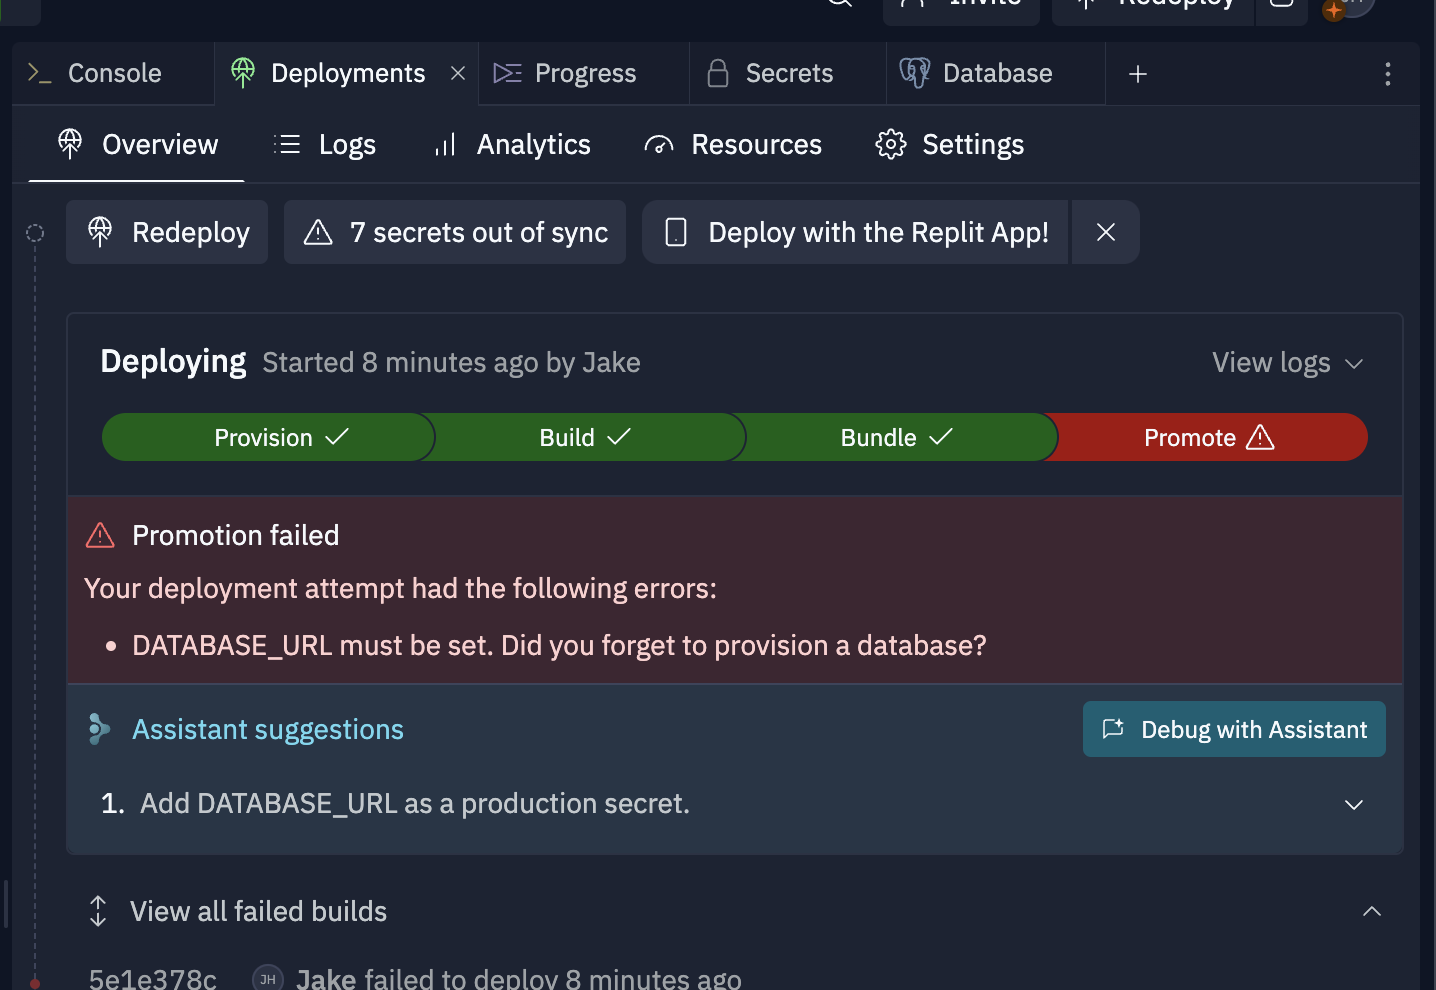 Invite
Redeploy
JH
Console
Deployments
Progress
Secrets
Database
Overview
Logs
Analytics
Resources
Settings
Redeploy
7 secrets out of sync
Deploy with the Replit App!
Deploying Started 8 minutes ago by Jake
View logs
Provision
Build
Bundle
Promote
Promotion failed
Your deployment attempt had the following errors:
• DATABASE_URL must be set. Did you forget to provision a database?
Assistant suggestions
Debug with Assistant
1. Add DATABASE_URL as a production secret.
View all failed builds
5e1e378c JH Jake failed to deploy 8 minutes ago